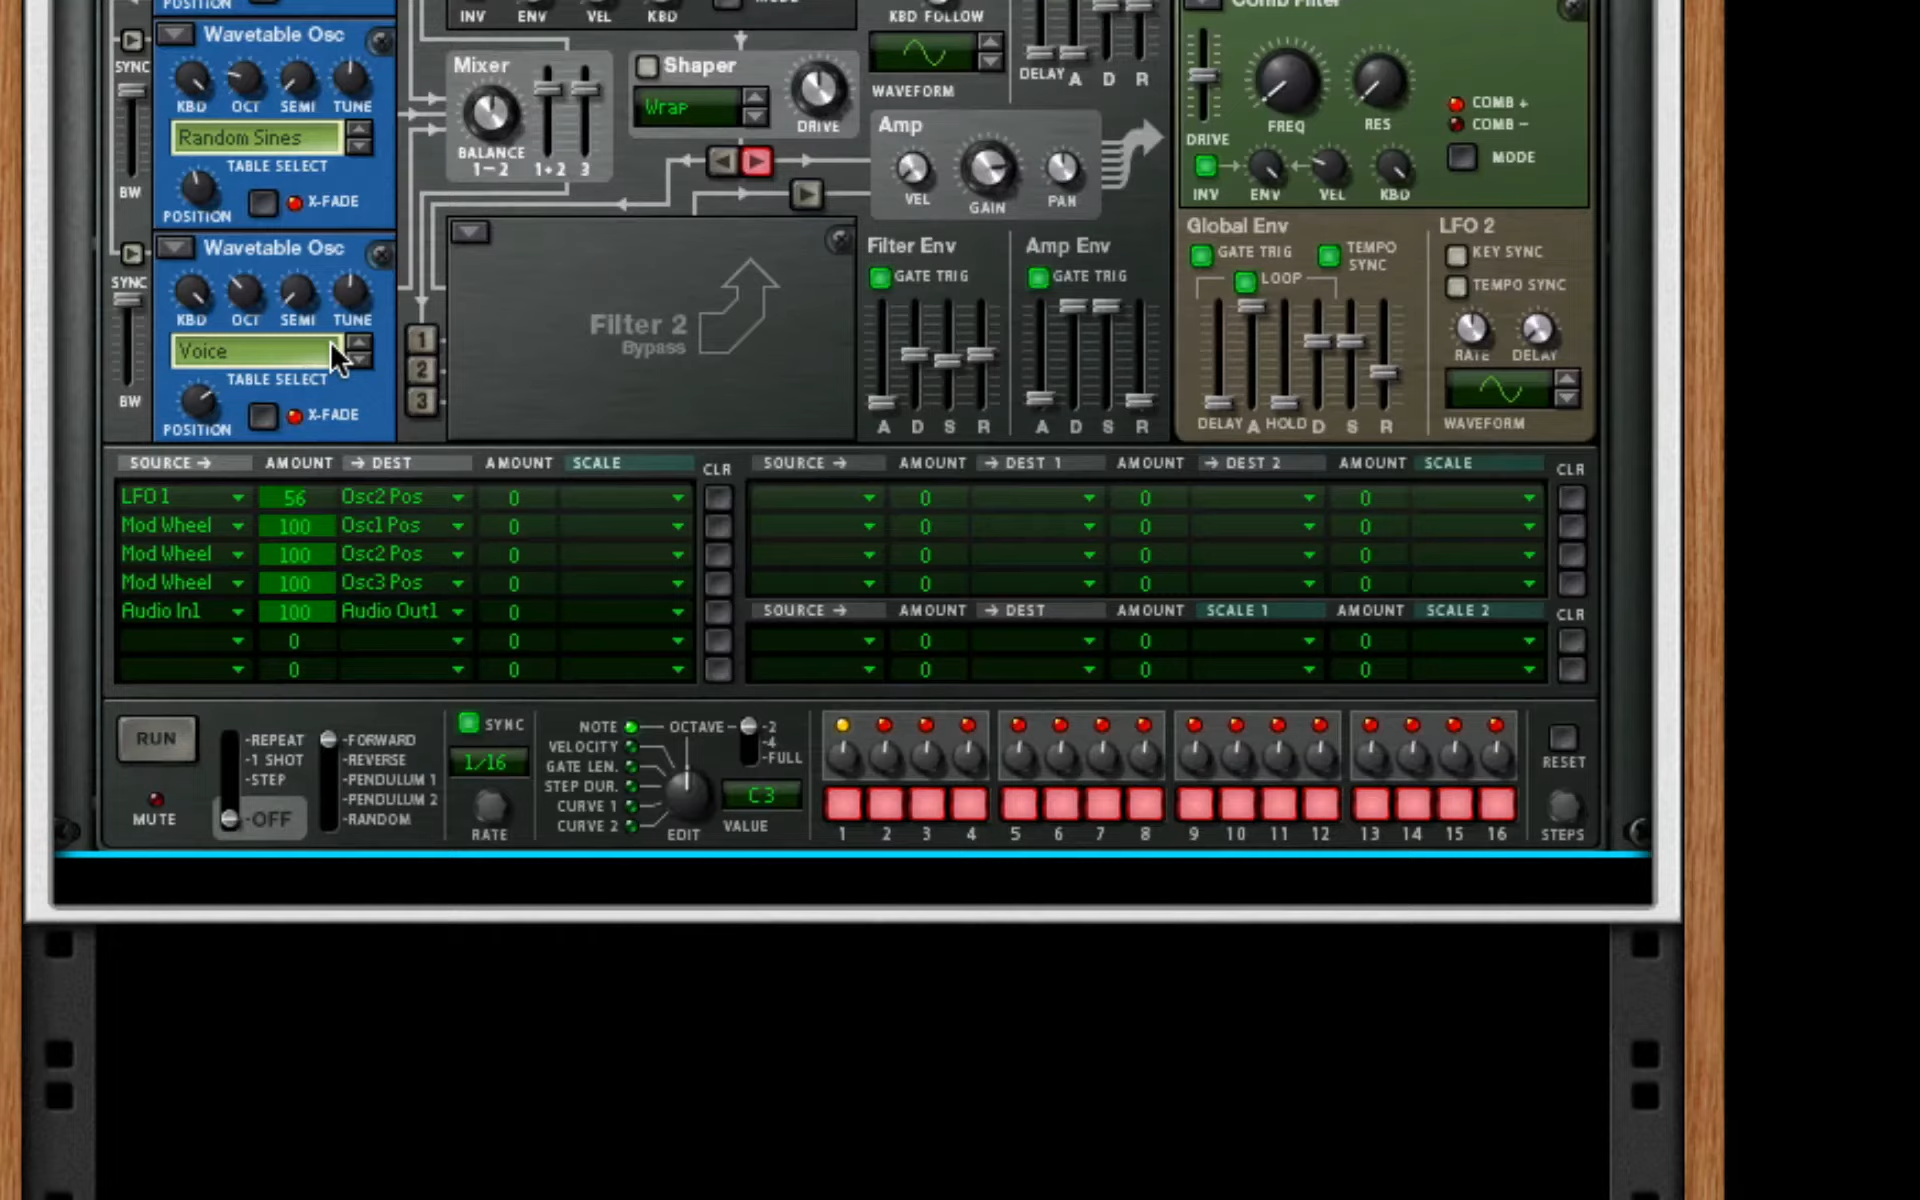 POSITION
INV ENV VEL KBD MODE
KBD FOLLOW
Comb Filter
Wavetable Osc
SYNC
KBD OCT SEMI TUNE
Random Sines
TABLE SELECT
BW
POSITION X-FADE
Mixer
BALANCE
1–2 1+2 3
Shaper
Wrap
DRIVE
WAVEFORM
DELAY A D R
Amp
VEL GAIN PAN
DRIVE FREQ RES
COMB +
COMB –
MODE
INV ENV VEL KBD
Wavetable Osc
SYNC
KBD OCT SEMI TUNE
Voice
TABLE SELECT
BW
POSITION X-FADE
1
2
3
Filter 2
Bypass
Filter Env
GATE TRIG
A D S R
Amp Env
GATE TRIG
A D S R
Global Env
GATE TRIG TEMPO SYNC
LOOP
DELAY A HOLD D S R
LFO 2
KEY SYNC
TEMPO SYNC
RATE DELAY
WAVEFORM
SOURCE → AMOUNT → DEST AMOUNT SCALE CLR SOURCE → AMOUNT → DEST 1 AMOUNT → DEST 2 AMOUNT SCALE CLR
LFO 1 56 Osc2 Pos 0 0 0 0
Mod Wheel 100 Osc1 Pos 0 0 0 0
Mod Wheel 100 Osc2 Pos 0 0 0 0
Mod Wheel 100 Osc3 Pos 0 0 0 0
Audio In1 100 Audio Out1 0 SOURCE → AMOUNT → DEST AMOUNT SCALE 1 AMOUNT SCALE 2 CLR
0 0 0 0 0
0 0 0 0 0
RUN
MUTE
-REPEAT
-1 SHOT
-STEP
-OFF
-FORWARD
-REVERSE
-PENDULUM 1
-PENDULUM 2
-RANDOM
SYNC
1/16
RATE
NOTE
VELOCITY
GATE LEN.
STEP DUR.
CURVE 1
CURVE 2
OCTAVE -2
-4
-FULL
EDIT
C 3
VALUE
1 2 3 4 5 6 7 8 9 10 11 12 13 14 15 16
RESET
STEPS